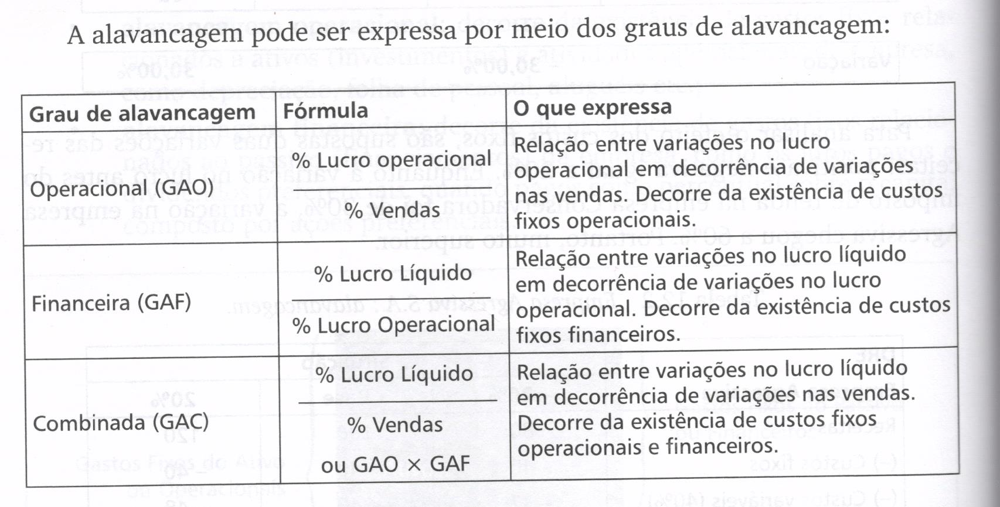 A alavancagem pode ser expressa por meio dos graus de alavancagem:
Grau de alavancagem
Fórmula
O que expressa
Operacional (GAO)
% Lucro operacional
% Vendas
Relação entre variações no lucro
operacional em decorrência de variações
nas vendas. Decorre da existência de custos
fixos operacionais.
Financeira (GAF)
% Lucro Líquido
% Lucro Operacional
Relação entre variações no lucro líquido
em decorrência de variações no lucro
operacional. Decorre da existência de custos
fixos financeiros.
Combinada (GAC)
% Lucro Líquido
% Vendas
ou GAO × GAF
Relação entre variações no lucro líquido
em decorrência de variações nas vendas.
Decorre da existência de custos fixos
operacionais e financeiros.